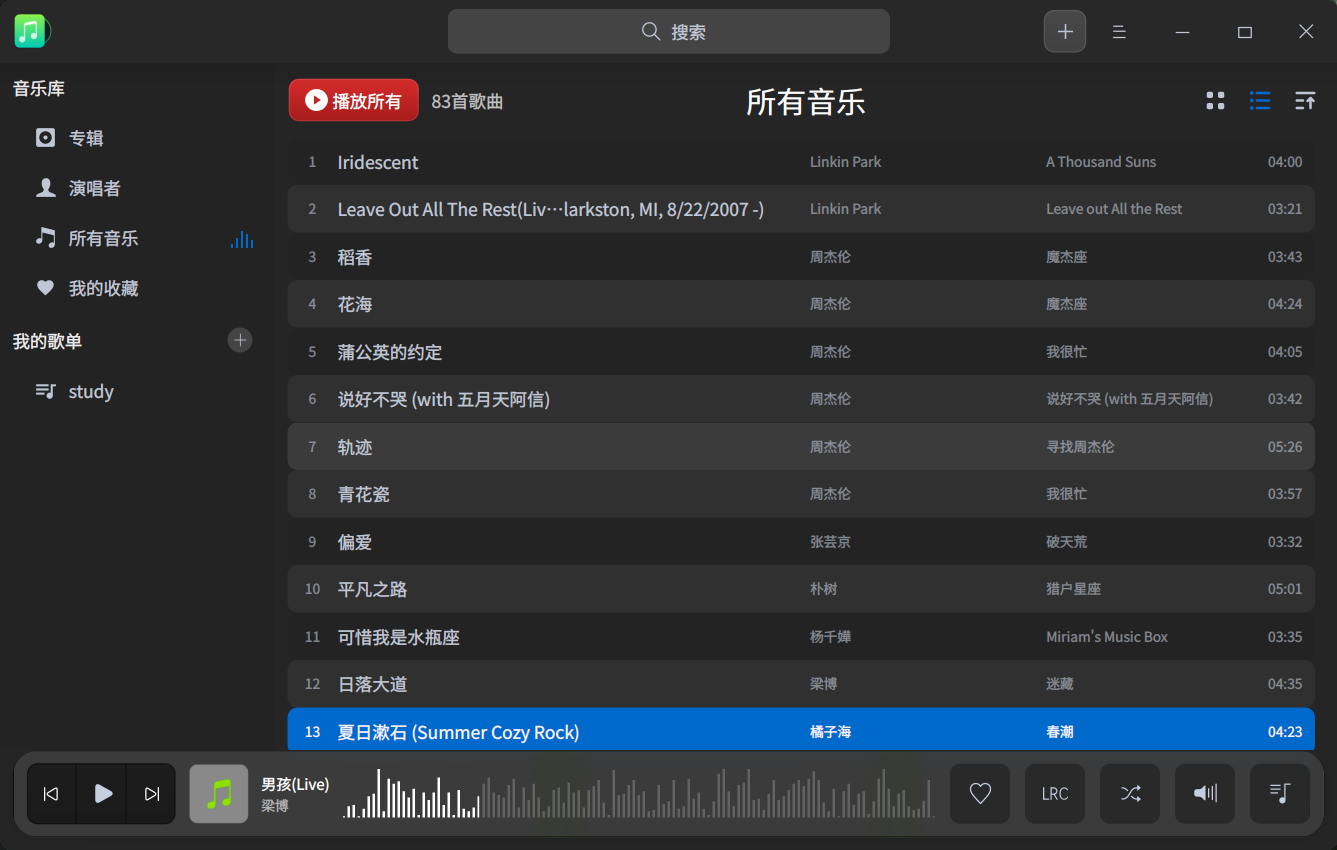 搜索
音乐库
专辑
演唱者
所有音乐
我的收藏
我的歌单
study
播放所有 83首歌曲 所有音乐
1 Iridescent Linkin Park A Thousand Suns 04:00
2 Leave Out All The Rest(Liv···larkston, MI, 8/22/2007 -) Linkin Park Leave out All the Rest 03:21
3 稻香 周杰伦 魔杰座 03:43
4 花海 周杰伦 魔杰座 04:24
5 蒲公英的约定 周杰伦 我很忙 04:05
6 说好不哭 (with 五月天阿信) 周杰伦 说好不哭 (with 五月天阿信) 03:42
7 轨迹 周杰伦 寻找周杰伦 05:26
8 青花瓷 周杰伦 我很忙 03:57
9 偏爱 张芸京 破天荒 03:32
10 平凡之路 朴树 猎户星座 05:01
11 可惜我是水瓶座 杨千嬅 Miriam's Music Box 03:35
12 日落大道 梁博 迷藏 04:35
13 夏日漱石 (Summer Cozy Rock) 橘子海 春潮 04:23
男孩(Live)
梁博
LRC